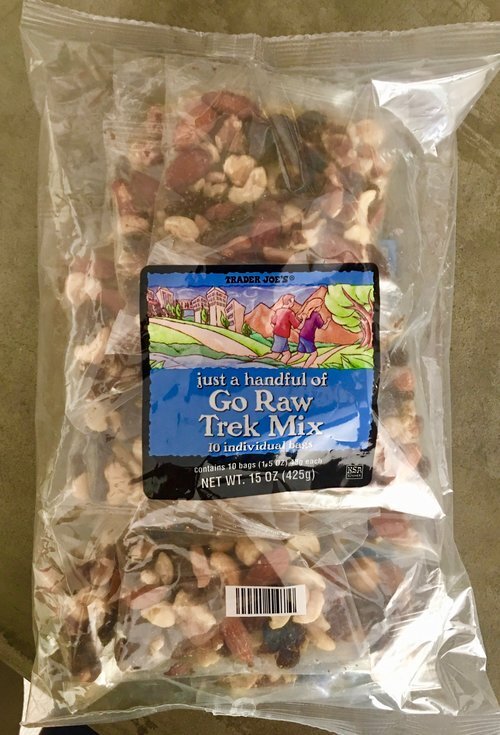 TRADER JOE'S®
just a handful of
Go Raw
Trek Mix
10 individual bags
contains 10 bags (1.5 OZ) 43g each
NET WT. 15 OZ (425g)